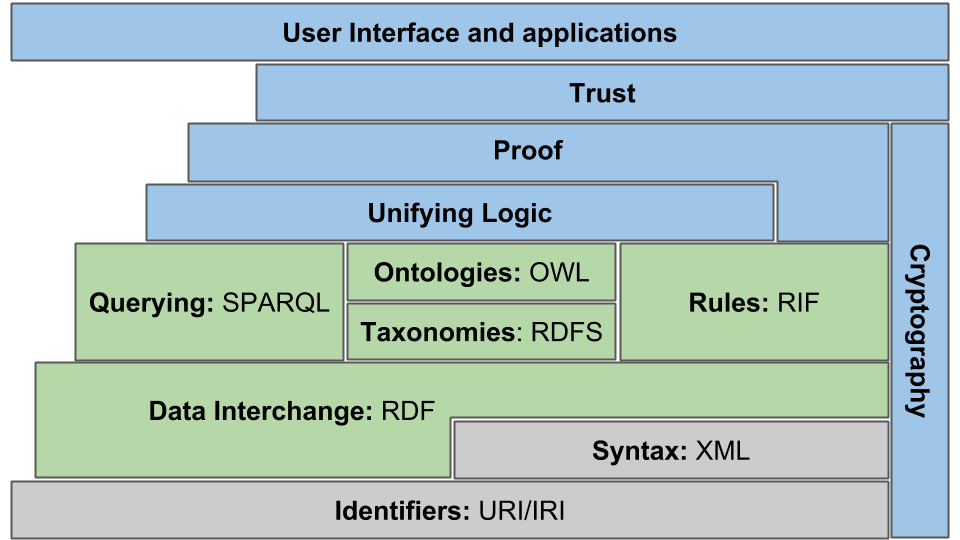 User Interface and applications
Trust
Proof
Unifying Logic
Querying: SPARQL
Ontologies: OWL
Taxonomies: RDFS
Rules: RIF
Cryptography
Data Interchange: RDF
Syntax: XML
Identifiers: URI/IRI